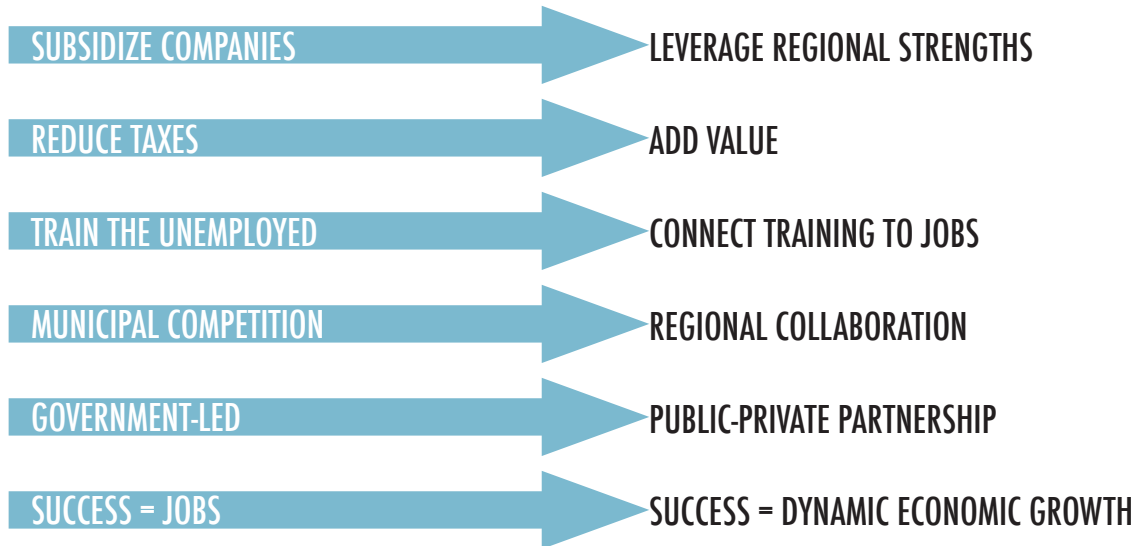 SUBSIDIZE COMPANIES LEVERAGE REGIONAL STRENGTHS
REDUCE TAXES ADD VALUE
TRAIN THE UNEMPLOYED CONNECT TRAINING TO JOBS
MUNICIPAL COMPETITION REGIONAL COLLABORATION
GOVERNMENT-LED PUBLIC-PRIVATE PARTNERSHIP
SUCCESS = JOBS SUCCESS = DYNAMIC ECONOMIC GROWTH